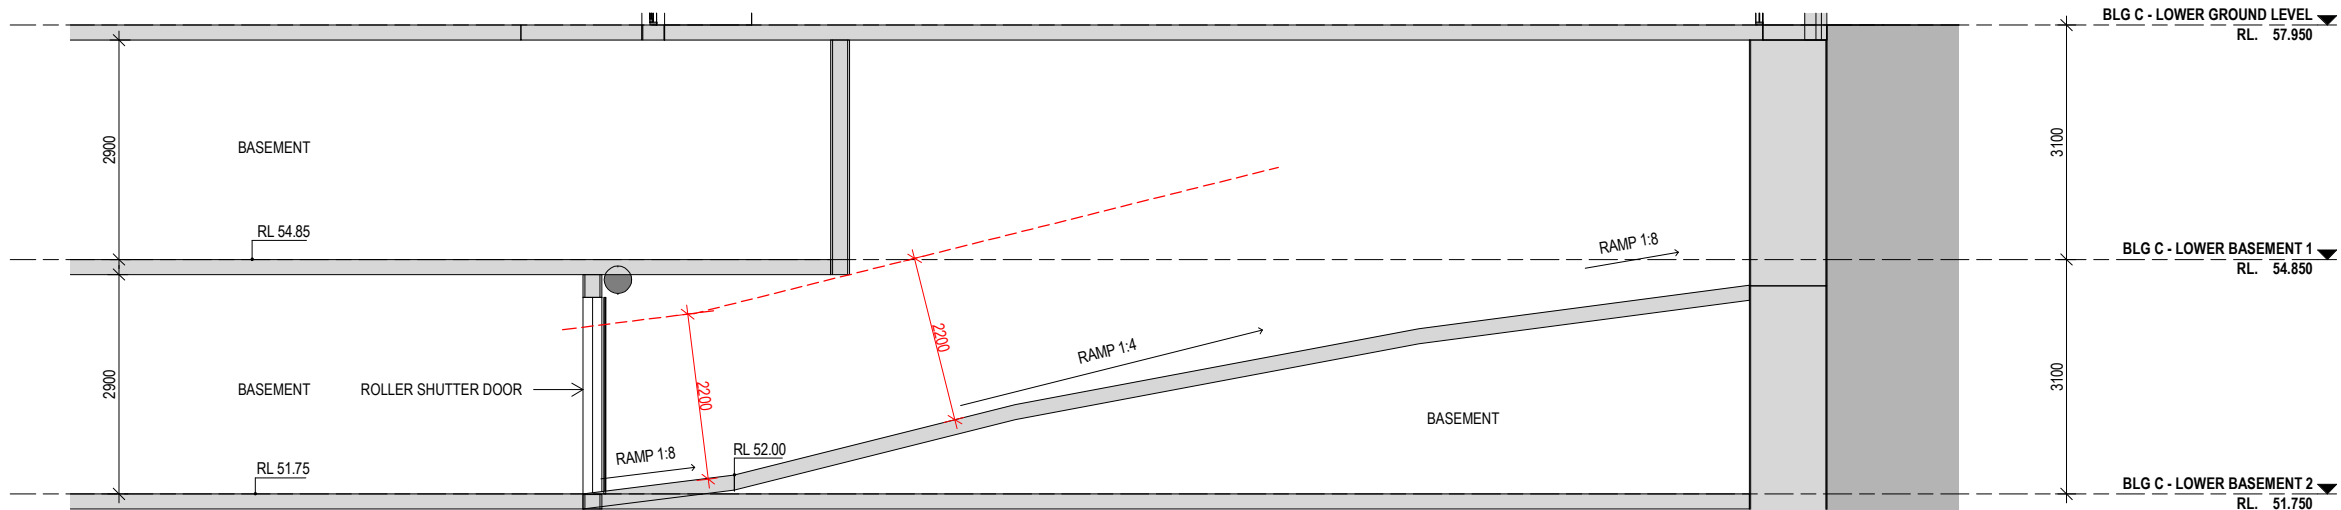 BLG C - LOWER GROUND LEVEL
RL. 57.950
2900
BASEMENT
3100
RL 54.85
RAMP 1:8
BLG C - LOWER BASEMENT 1
RL. 54.850
2200
RAMP 1:4
2900
BASEMENT
ROLLER SHUTTER DOOR
2200
3100
BASEMENT
RAMP 1:8
RL 52.00
RL 51.75
BLG C - LOWER BASEMENT 2
RL. 51.750